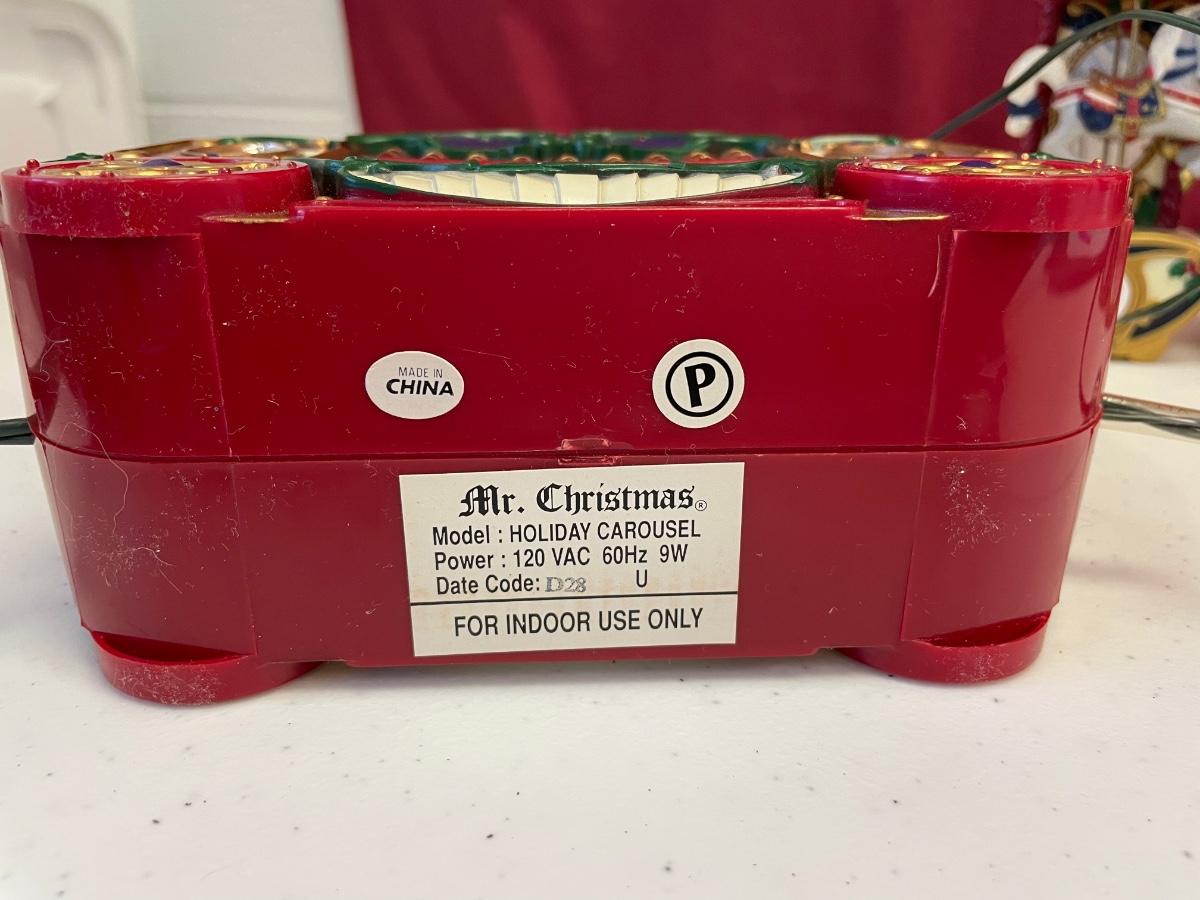 MADE IN
CHINA
P
Mr. Christmas®
Model : HOLIDAY CAROUSEL
Power : 120 VAC 60Hz 9W
Date Code: D28 U
FOR INDOOR USE ONLY